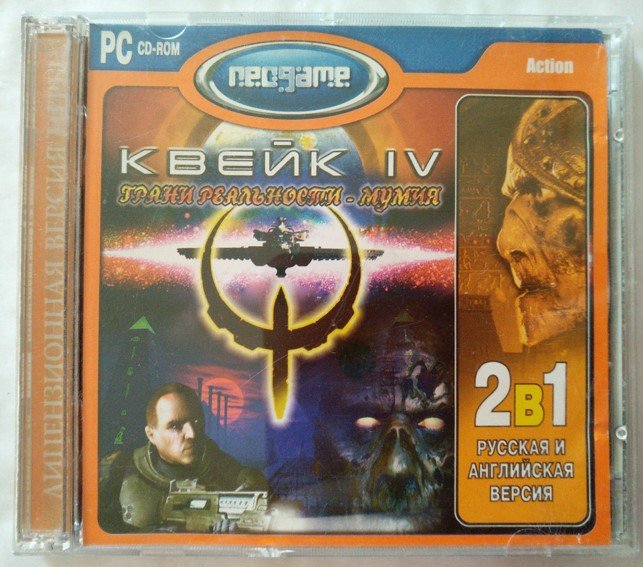 PC CD-ROM
neogame
Action
КВЕЙК IV
ГРАНИ РЕАЛЬНОСТИ - МУМИЯ
2в1
РУССКАЯ И
АНГЛИЙСКАЯ
ВЕРСИЯ
ЛИЦЕНЗИОННАЯ ВЕРСИЯ